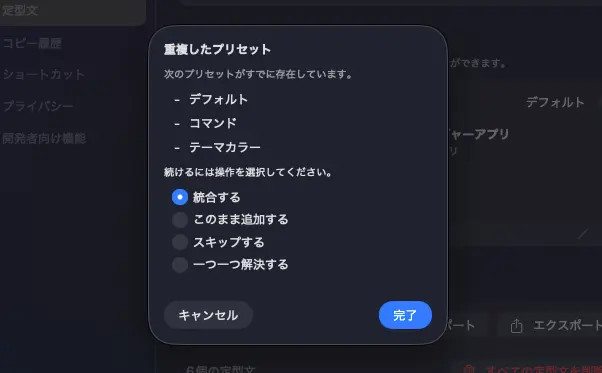 定型文
コピー履歴
ショートカット
プライバシー
開発者向け機能
ができます。
デフォルト
ャーアプリ
リ
重複したプリセット
次のプリセットがすでに存在しています。
- デフォルト
- コマンド
- テーマカラー
続けるには操作を選択してください。
統合する
このまま追加する
スキップする
一つ一つ解決する
キャンセル
完了
ポート
エクスポート
6個の定型文
すべての定型文を削除